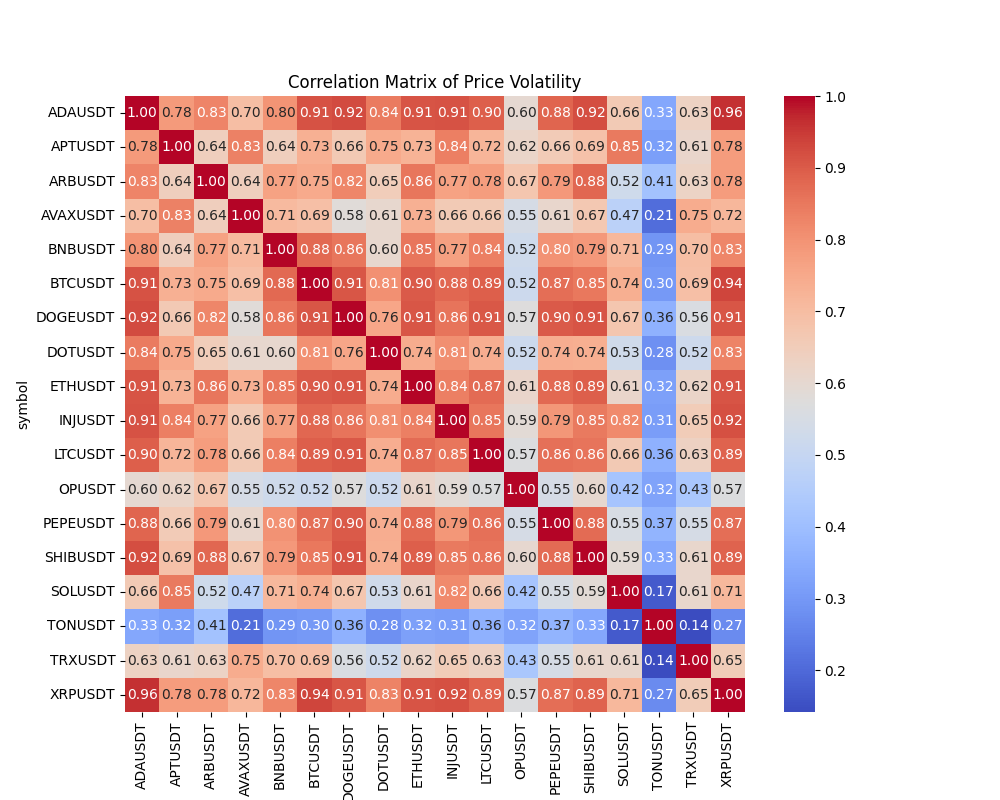 Correlation Matrix of Price Volatility
ADAUSDT 1.00 0.78 0.83 0.70 0.80 0.91 0.92 0.84 0.91 0.91 0.90 0.60 0.88 0.92 0.66 0.33 0.63 0.96
APTUSDT 0.78 1.00 0.64 0.83 0.64 0.73 0.66 0.75 0.73 0.84 0.72 0.62 0.66 0.69 0.85 0.32 0.61 0.78
ARBUSDT 0.83 0.64 1.00 0.64 0.77 0.75 0.82 0.65 0.86 0.77 0.78 0.67 0.79 0.88 0.52 0.41 0.63 0.78
AVAXUSDT 0.70 0.83 0.64 1.00 0.71 0.69 0.58 0.61 0.73 0.66 0.66 0.55 0.61 0.67 0.47 0.21 0.75 0.72
BNBUSDT 0.80 0.64 0.77 0.71 1.00 0.88 0.86 0.60 0.85 0.77 0.84 0.52 0.80 0.79 0.71 0.29 0.70 0.83
BTCUSDT 0.91 0.73 0.75 0.69 0.88 1.00 0.91 0.81 0.90 0.88 0.89 0.52 0.87 0.85 0.74 0.30 0.69 0.94
DOGEUSDT 0.92 0.66 0.82 0.58 0.86 0.91 1.00 0.76 0.91 0.86 0.91 0.57 0.90 0.91 0.67 0.36 0.56 0.91
DOTUSDT 0.84 0.75 0.65 0.61 0.60 0.81 0.76 1.00 0.74 0.81 0.74 0.52 0.74 0.74 0.53 0.28 0.52 0.83
ETHUSDT 0.91 0.73 0.86 0.73 0.85 0.90 0.91 0.74 1.00 0.84 0.87 0.61 0.88 0.89 0.61 0.32 0.62 0.91
INJUSDT 0.91 0.84 0.77 0.66 0.77 0.88 0.86 0.81 0.84 1.00 0.85 0.59 0.79 0.85 0.82 0.31 0.65 0.92
LTCUSDT 0.90 0.72 0.78 0.66 0.84 0.89 0.91 0.74 0.87 0.85 1.00 0.57 0.86 0.86 0.66 0.36 0.63 0.89
OPUSDT 0.60 0.62 0.67 0.55 0.52 0.52 0.57 0.52 0.61 0.59 0.57 1.00 0.55 0.60 0.42 0.32 0.43 0.57
PEPEUSDT 0.88 0.66 0.79 0.61 0.80 0.87 0.90 0.74 0.88 0.79 0.86 0.55 1.00 0.88 0.55 0.37 0.55 0.87
SHIBUSDT 0.92 0.69 0.88 0.67 0.79 0.85 0.91 0.74 0.89 0.85 0.86 0.60 0.88 1.00 0.59 0.33 0.61 0.89
SOLUSDT 0.66 0.85 0.52 0.47 0.71 0.74 0.67 0.53 0.61 0.82 0.66 0.42 0.55 0.59 1.00 0.17 0.61 0.71
TONUSDT 0.33 0.32 0.41 0.21 0.29 0.30 0.36 0.28 0.32 0.31 0.36 0.32 0.37 0.33 0.17 1.00 0.14 0.27
TRXUSDT 0.63 0.61 0.63 0.75 0.70 0.69 0.56 0.52 0.62 0.65 0.63 0.43 0.55 0.61 0.61 0.14 1.00 0.65
XRPUSDT 0.96 0.78 0.78 0.72 0.83 0.94 0.91 0.83 0.91 0.92 0.89 0.57 0.87 0.89 0.71 0.27 0.65 1.00
symbol
ADAUSDT
APTUSDT
ARBUSDT
AVAXUSDT
BNBUSDT
BTCUSDT
DOGEUSDT
DOTUSDT
ETHUSDT
INJUSDT
LTCUSDT
OPUSDT
PEPEUSDT
SHIBUSDT
SOLUSDT
TONUSDT
TRXUSDT
XRPUSDT
1.0
0.9
0.8
0.7
0.6
0.5
0.4
0.3
0.2